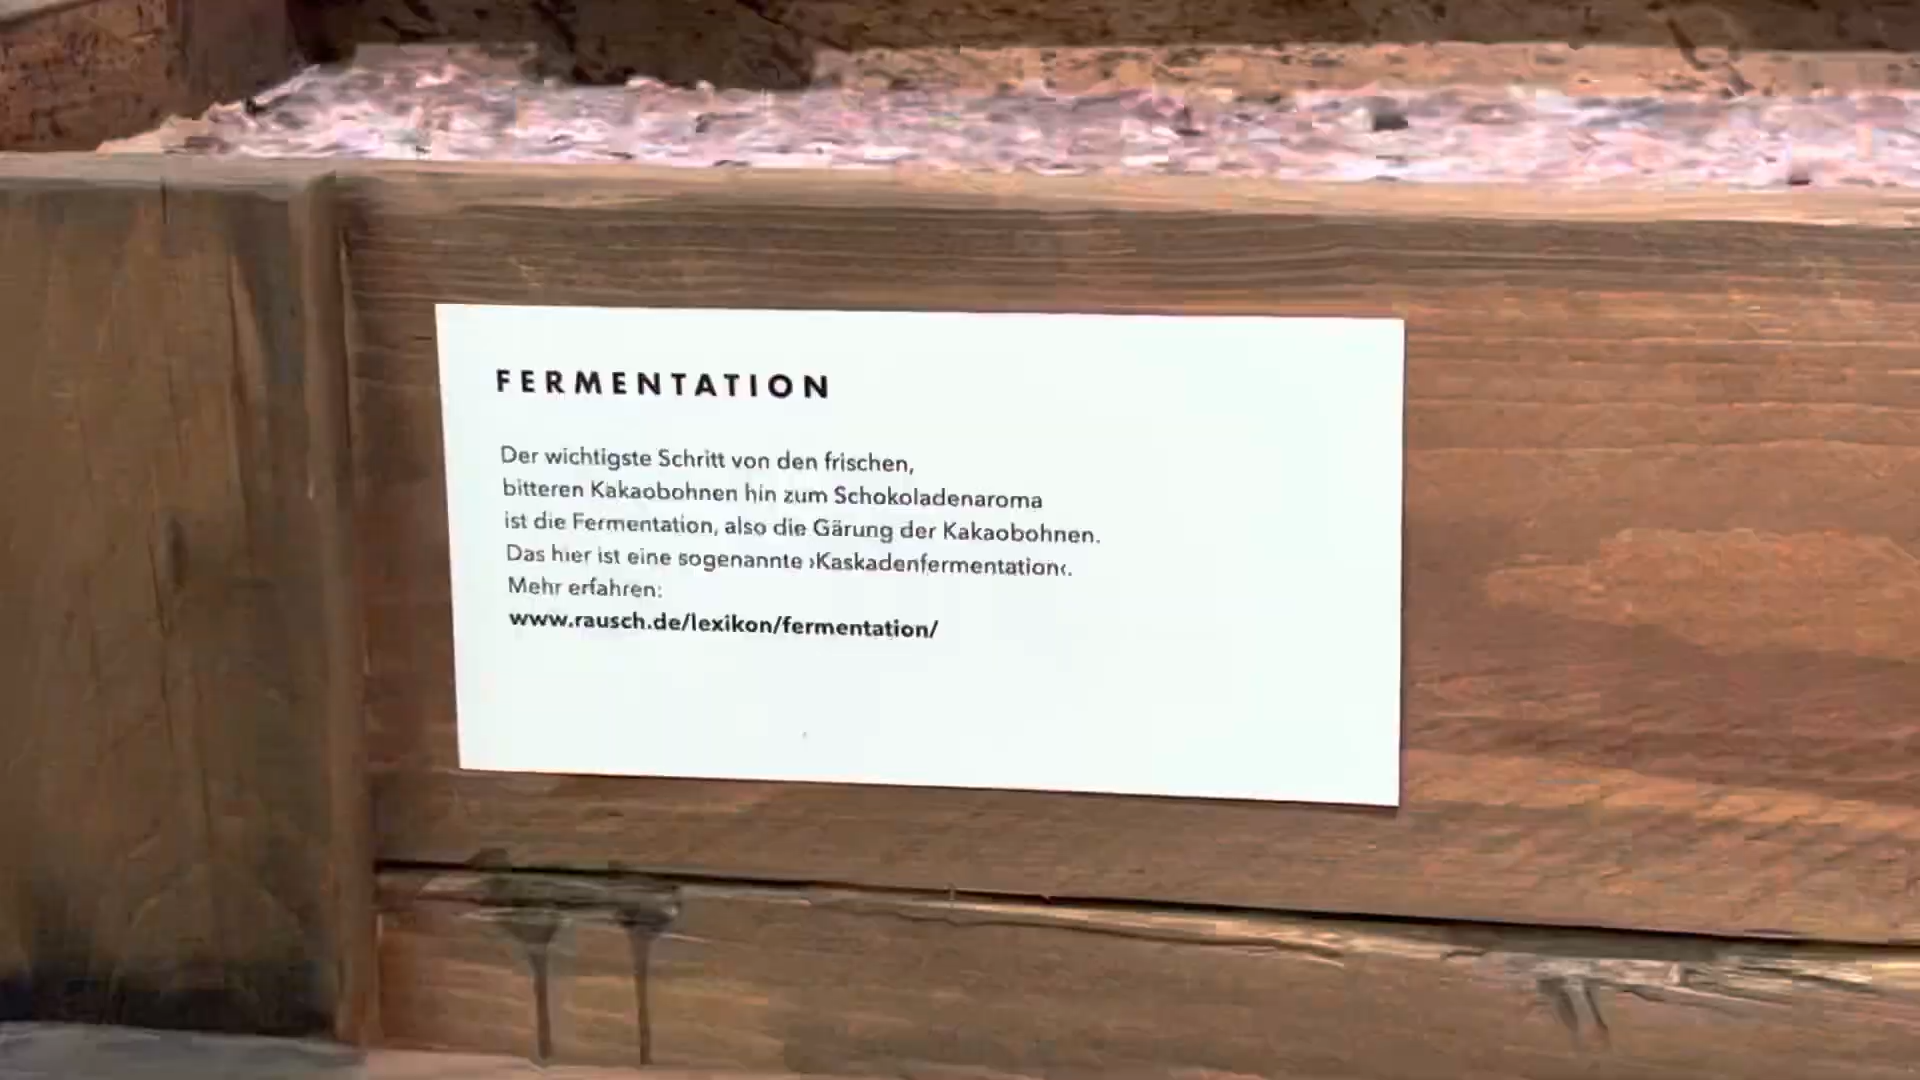 FERMENTATION
Der wichtigste Schritt von den frischen,
bitteren Kakaobohnen hin zum Schokoladenaroma
ist die Fermentation, also die Gärung der Kakaobohnen.
Das hier ist eine sogenannte ›Kaskadenfermentation‹.
Mehr erfahren:
www.rausch.de/lexikon/fermentation/